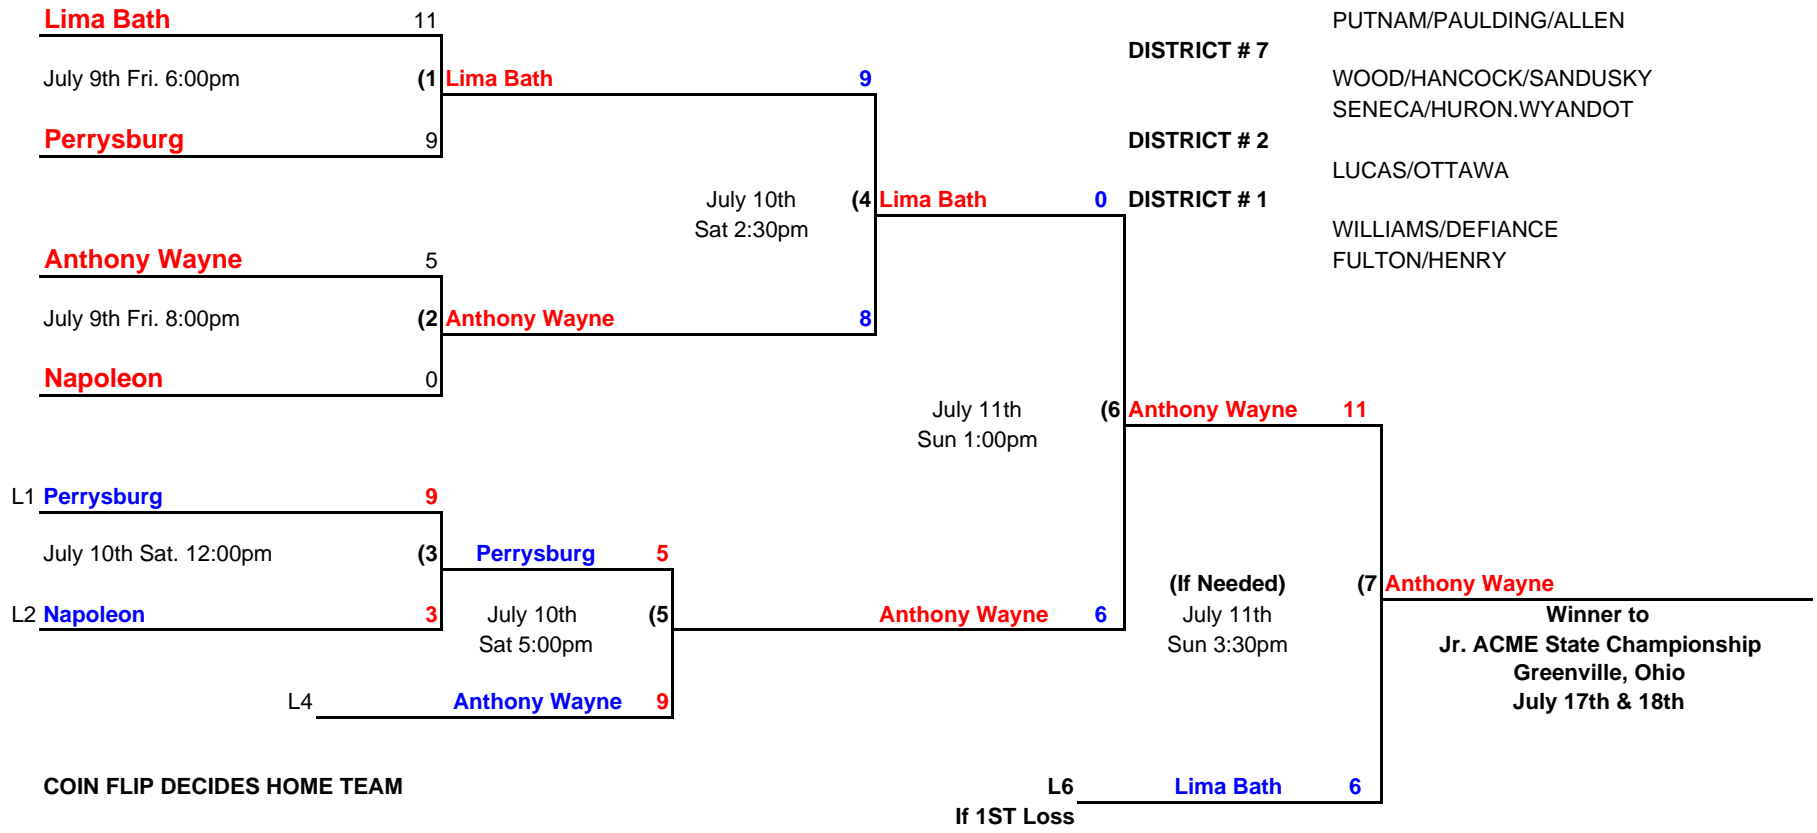 Lima Bath 11 PUTNAM/PAULDING/ALLEN
DISTRICT # 7
July 9th Fri. 6:00pm (1 Lima Bath 9 WOOD/HANCOCK/SANDUSKY
SENECA/HURON.WYANDOT
Perrysburg 9 DISTRICT # 2
LUCAS/OTTAWA
July 10th (4 Lima Bath 0 DISTRICT # 1
Sat 2:30pm WILLIAMS/DEFIANCE
Anthony Wayne 5 FULTON/HENRY
July 9th Fri. 8:00pm (2 Anthony Wayne 8
Napoleon 0
July 11th (6 Anthony Wayne 11
Sun 1:00pm
L1 Perrysburg 9
July 10th Sat. 12:00pm (3 Perrysburg 5
(If Needed) (7 Anthony Wayne
L2 Napoleon 3 July 10th (5 Anthony Wayne 6 July 11th Winner to
Sat 5:00pm Sun 3:30pm Jr. ACME State Championship
Greenville, Ohio
L4 Anthony Wayne 9 July 17th & 18th
COIN FLIP DECIDES HOME TEAM L6 Lima Bath 6
If 1ST Loss